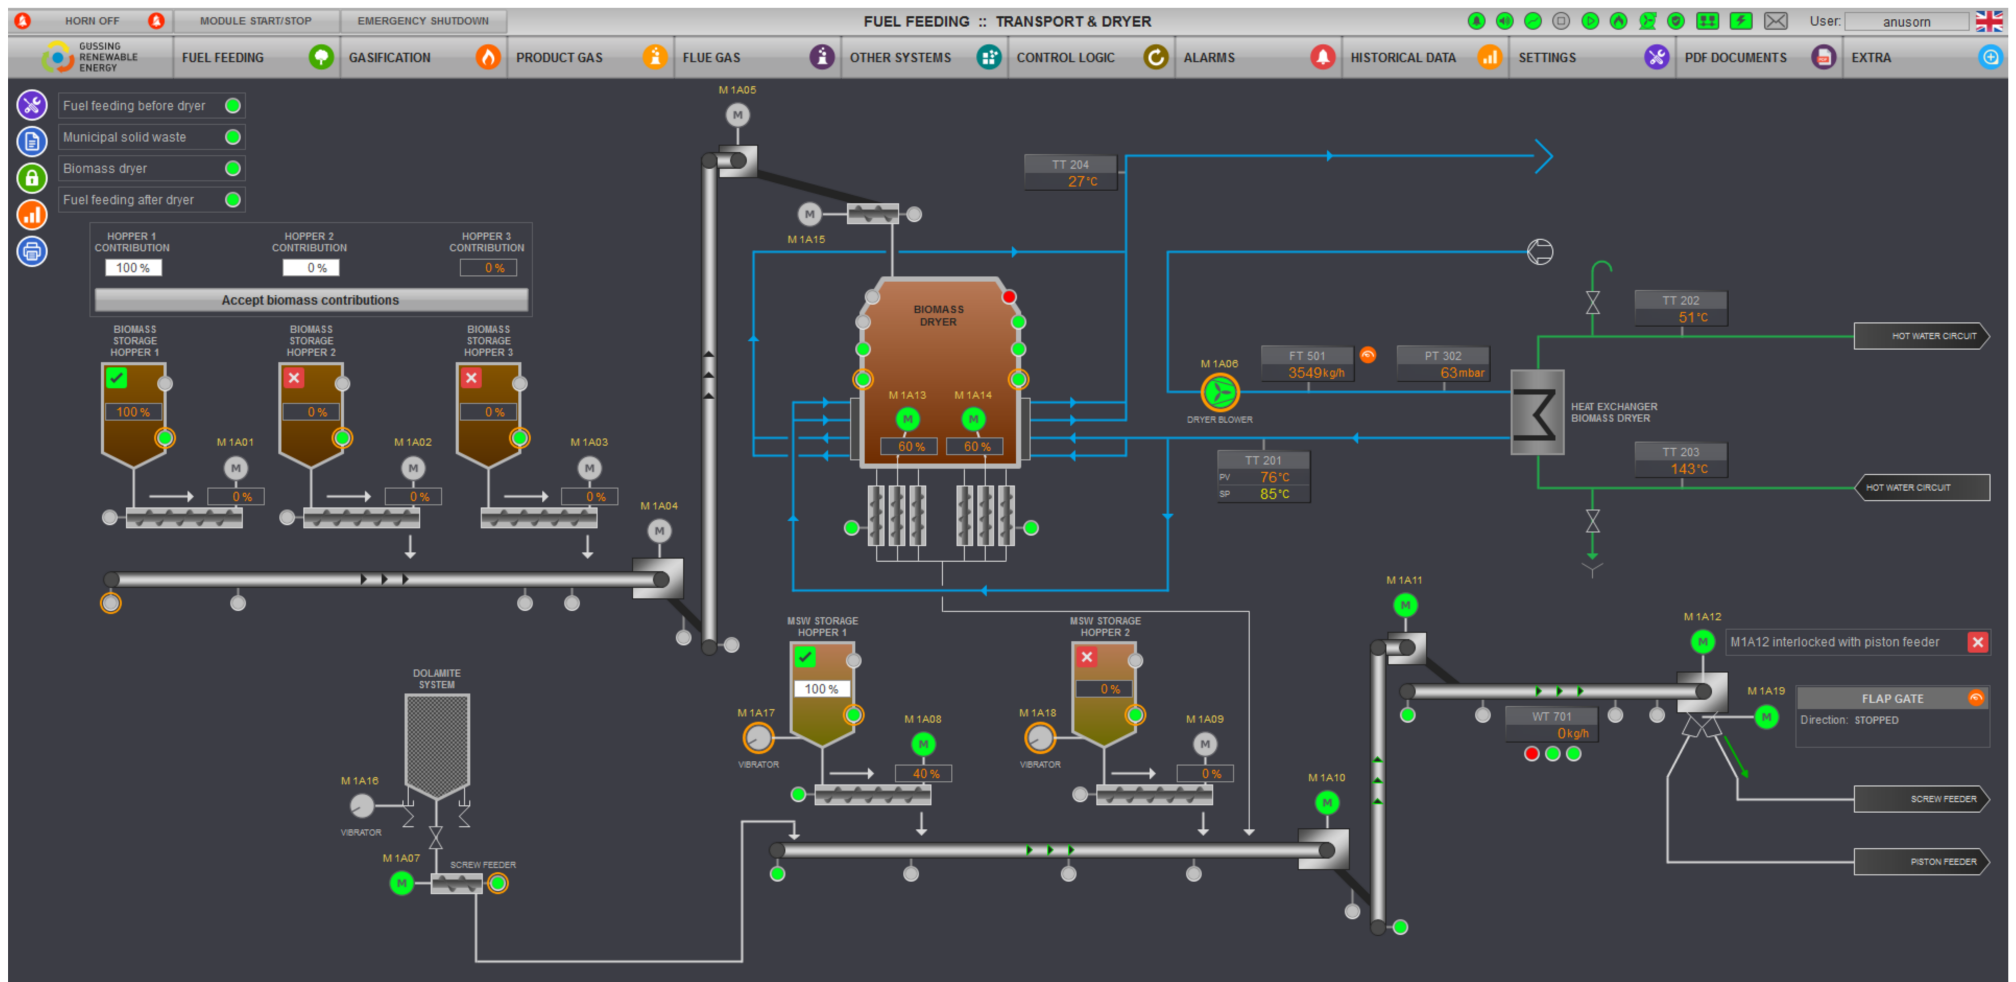 HORN OFF
MODULE START/STOP
EMERGENCY SHUTDOWN
FUEL FEEDING :: TRANSPORT & DRYER
User:
anusorn
GUSSING
RENEWABLE
ENERGY
FUEL FEEDING
GASIFICATION
PRODUCT GAS
FLUE GAS
OTHER SYSTEMS
CONTROL LOGIC
ALARMS
HISTORICAL DATA
SETTINGS
PDF DOCUMENTS
EXTRA
Fuel feeding before dryer
Municipal solid waste
Biomass dryer
Fuel feeding after dryer
HOPPER 1
CONTRIBUTION
100 %
HOPPER 2
CONTRIBUTION
0 %
HOPPER 3
CONTRIBUTION
0 %
Accept biomass contributions
BIOMASS
STORAGE
HOPPER 1
100 %
BIOMASS
STORAGE
HOPPER 2
0 %
BIOMASS
STORAGE
HOPPER 3
0 %
M 1A01
M
0 %
M 1A02
M
0 %
M 1A03
M
0 %
M 1A04
M
M 1A05
M
M
M 1A15
TT 204
27°C
BIOMASS
DRYER
M 1A13
M
60 %
M 1A14
M
60 %
M 1A06
DRYER BLOWER
FT 501
3549kg/h
PT 302
63mbar
TT 201
PV 76°C
SP 85°C
TT 202
51°C
HOT WATER CIRCUIT
HEAT EXCHANGER
BIOMASS DRYER
TT 203
143°C
HOT WATER CIRCUIT
DOLAMITE
SYSTEM
M 1A16
VIBRATOR
M 1A07
M
SCREW FEEDER
MSW STORAGE
HOPPER 1
100 %
M 1A17
VIBRATOR
M 1A08
M
40 %
MSW STORAGE
HOPPER 2
0 %
M 1A18
VIBRATOR
M 1A09
M
0 %
M 1A10
M
M 1A11
M
WT 701
0kg/h
M 1A12
M
M1A12 interlocked with piston feeder
M 1A19
M
FLAP GATE
Direction: STOPPED
SCREW FEEDER
PISTON FEEDER